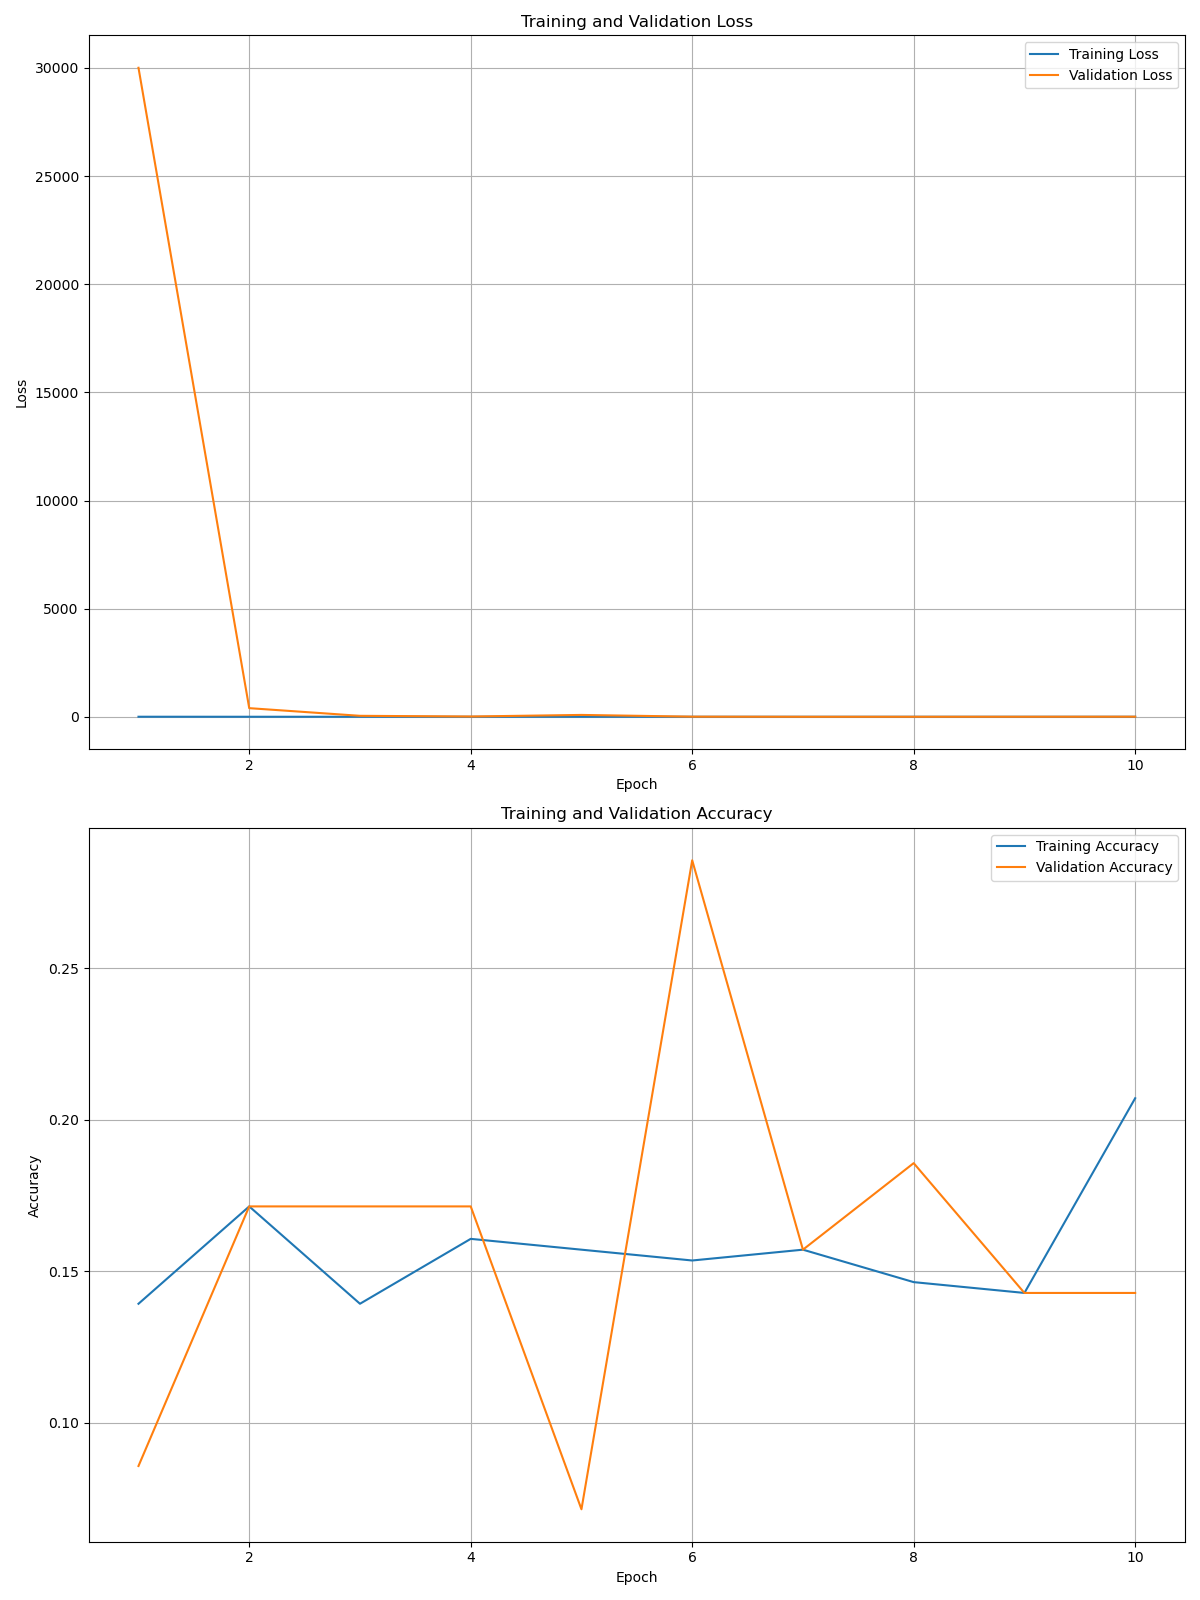 Training and Validation Loss
Training Loss
Validation Loss
30000
25000
20000
15000
10000
5000
0
Loss
2 4 6 8 10
Epoch
Training and Validation Accuracy
Training Accuracy
Validation Accuracy
0.25
0.20
0.15
0.10
Accuracy
2 4 6 8 10
Epoch